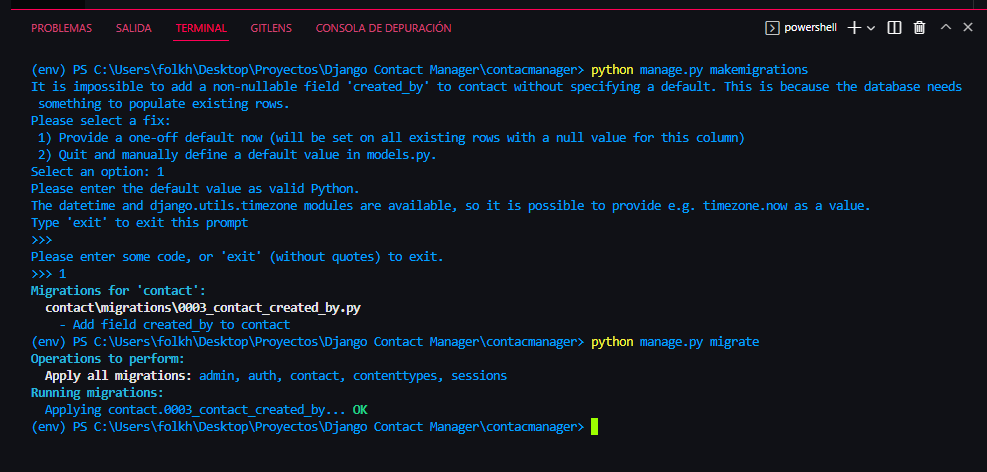 PROBLEMAS SALIDA TERMINAL GITLENS CONSOLA DE DEPURACIÓN powershell
(env) PS C:\Users\folkh\Desktop\Proyectos\Django Contact Manager\contacmanager> python manage.py makemigrations
It is impossible to add a non-nullable field 'created_by' to contact without specifying a default. This is because the database needs
something to populate existing rows.
Please select a fix:
1) Provide a one-off default now (will be set on all existing rows with a null value for this column)
2) Quit and manually define a default value in models.py.
Select an option: 1
Please enter the default value as valid Python.
The datetime and django.utils.timezone modules are available, so it is possible to provide e.g. timezone.now as a value.
Type 'exit' to exit this prompt
>>>
Please enter some code, or 'exit' (without quotes) to exit.
>>> 1
Migrations for 'contact':
contact\migrations\0003_contact_created_by.py
- Add field created_by to contact
(env) PS C:\Users\folkh\Desktop\Proyectos\Django Contact Manager\contacmanager> python manage.py migrate
Operations to perform:
Apply all migrations: admin, auth, contact, contenttypes, sessions
Running migrations:
Applying contact.0003_contact_created_by... OK
(env) PS C:\Users\folkh\Desktop\Proyectos\Django Contact Manager\contacmanager>